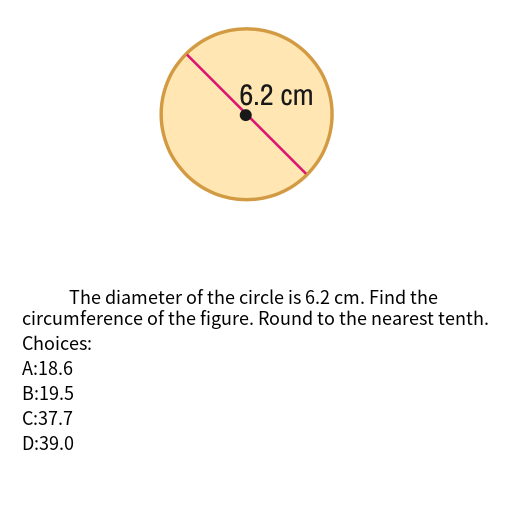 6.2 cm
The diameter of the circle is 6.2 cm. Find the
circumference of the figure. Round to the nearest tenth.
Choices:
A:18.6
B:19.5
C:37.7
D:39.0